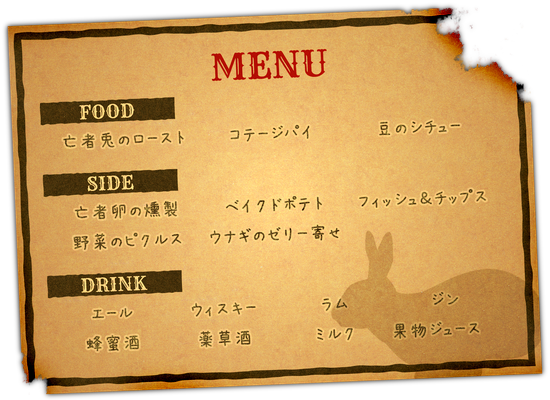 MENU
FOOD
亡者兎のロースト コテージパイ 豆のシチュー
SIDE
亡者卵の燻製 ベイクドポテト フィッシュ&チップス
野菜のピクルス ウナギのゼリー寄せ
DRINK
エール ウィスキー ラム ジン
蜂蜜酒 薬草酒 ミルク 果物ジュース